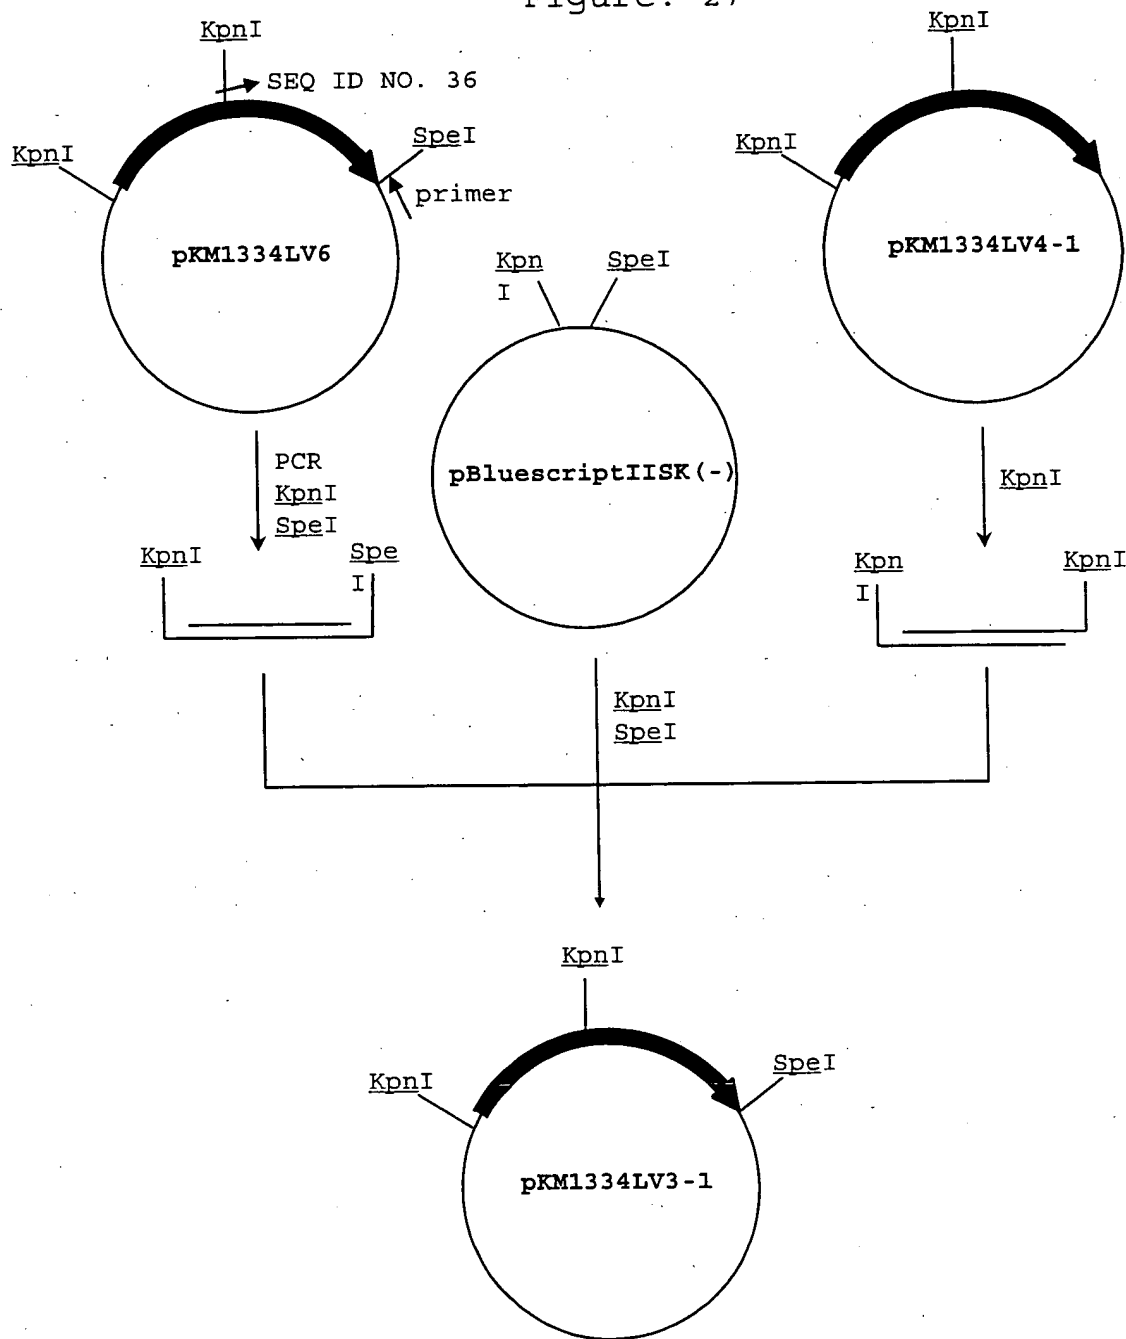 Figure. 27
KpnI
SEQ ID NO. 36
KpnI
SpeI
primer
pKM1334LV6
KpnI
KpnI
pKM1334LV4-1
Kpn
I
SpeI
pBluescriptIISK(-)
PCR
KpnI
SpeI
KpnI
KpnI
Spe
I
Kpn
I
KpnI
KpnI
SpeI
KpnI
KpnI
SpeI
pKM1334LV3-1